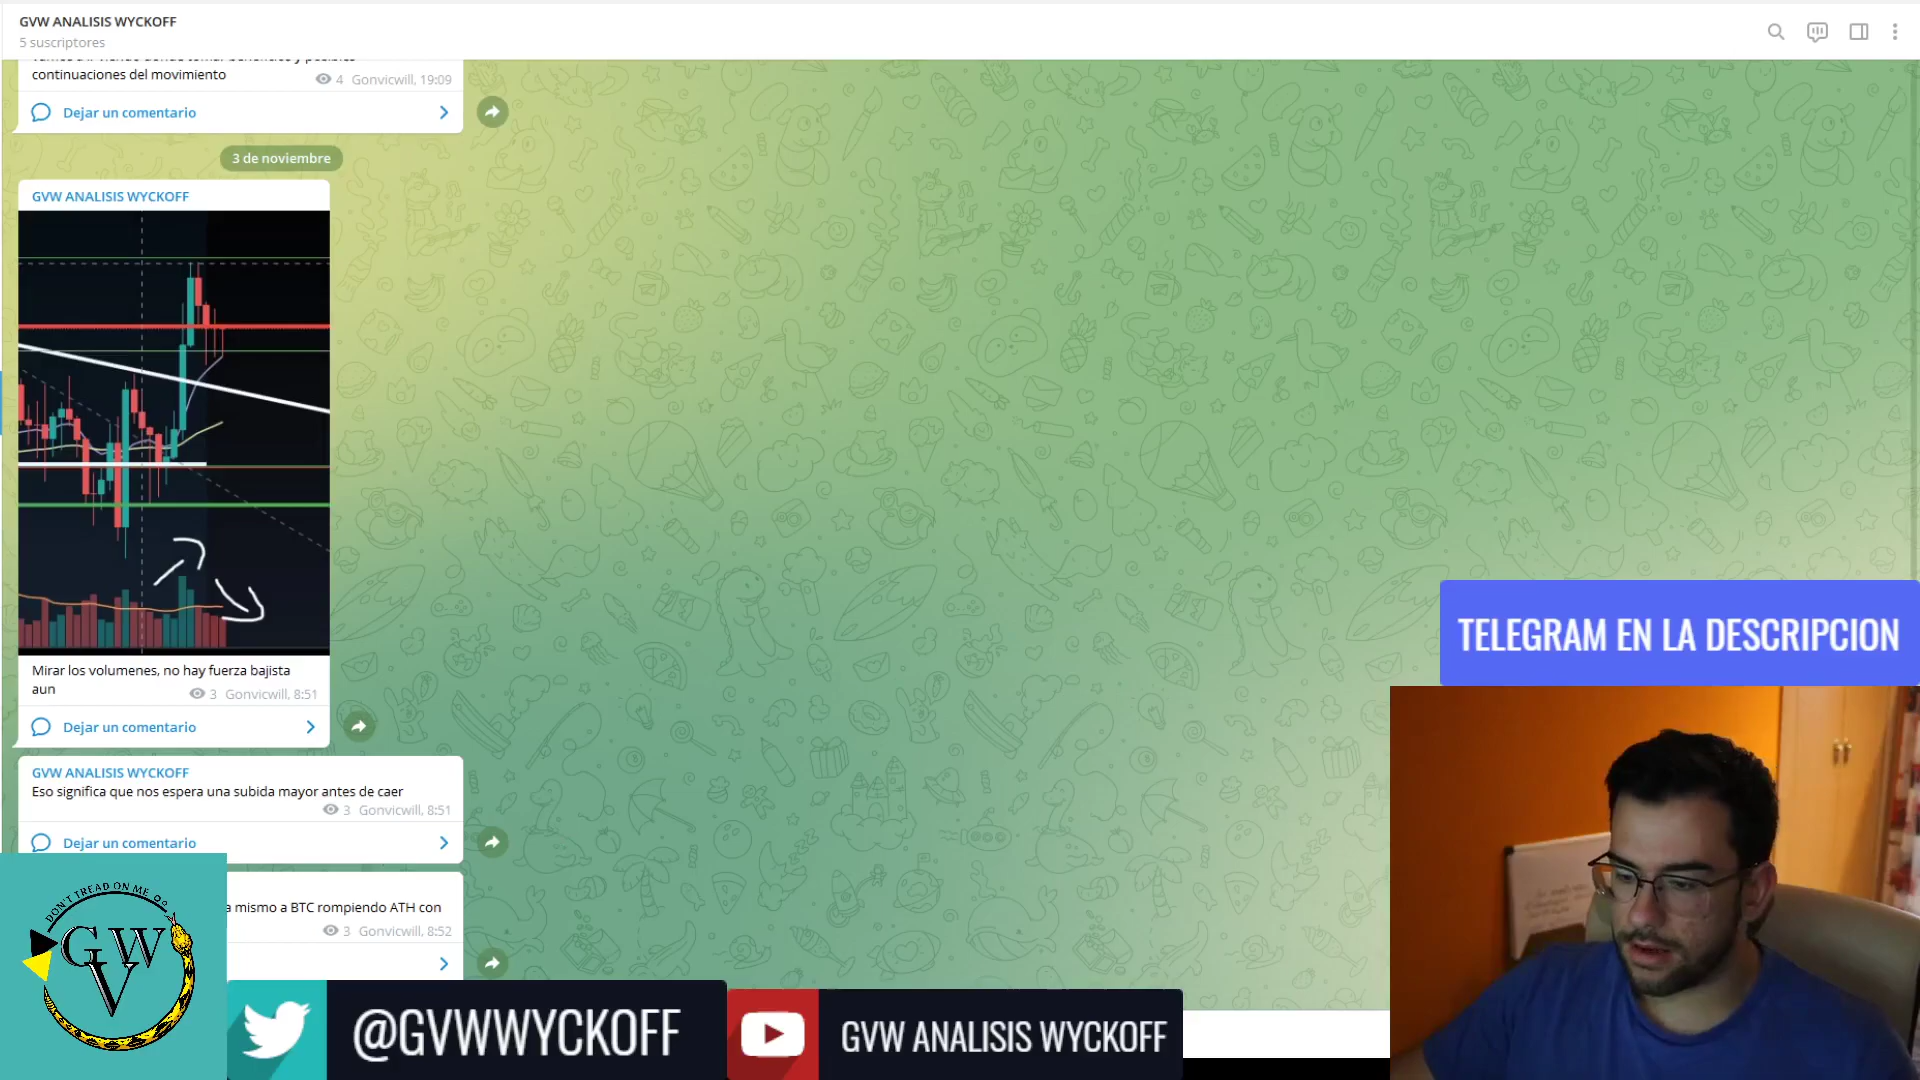 GVW ANALISIS WYCKOFF
5 suscriptores
continuaciones del movimiento
4 Gonvicwill, 19:09
Dejar un comentario
3 de noviembre
GVW ANALISIS WYCKOFF
Mirar los volumenes, no hay fuerza bajista
aun
3 Gonvicwill, 8:51
Dejar un comentario
GVW ANALISIS WYCKOFF
Eso significa que nos espera una subida mayor antes de caer
3 Gonvicwill, 8:51
Dejar un comentario
a mismo a BTC rompiendo ATH con
3 Gonvicwill, 8:52
TELEGRAM EN LA DESCRIPCION
DON'T TREAD ON ME
GVW
@GVWWYCKOFF
GVW ANALISIS WYCKOFF